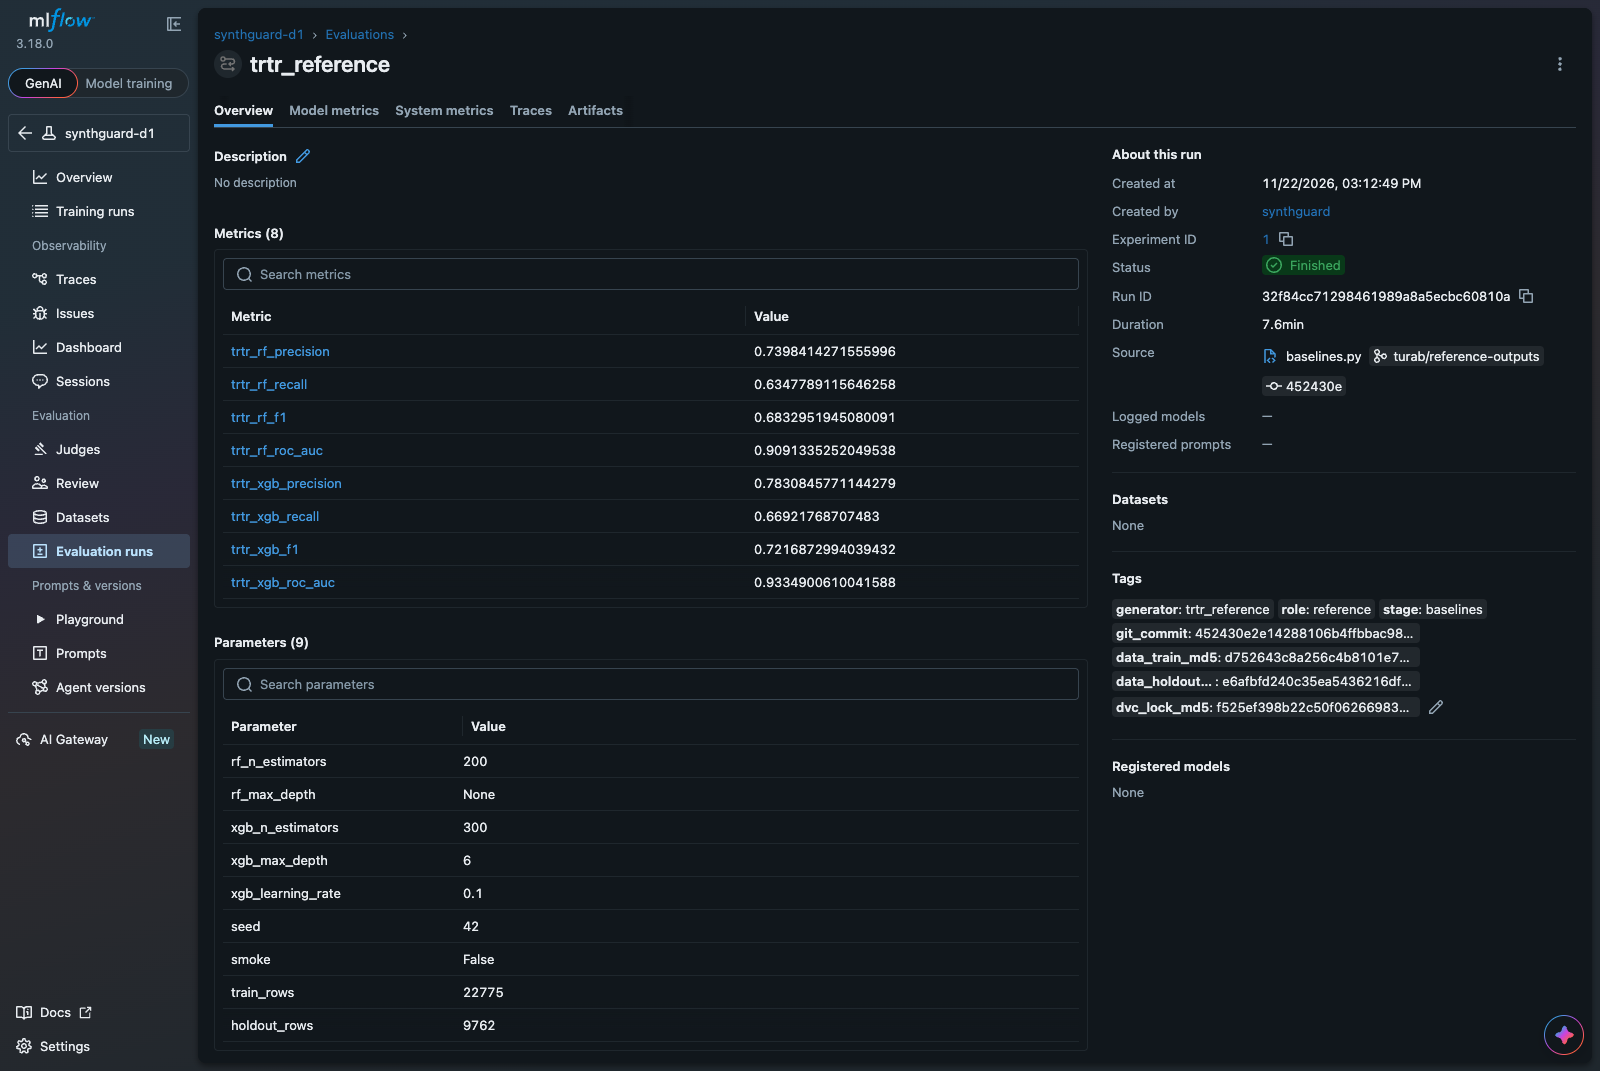 mlflow
3.18.0
GenAI Model training
synthguard-d1
Overview
Training runs
Observability
Traces
Issues
Dashboard
Sessions
Evaluation
Judges
Review
Datasets
Evaluation runs
Prompts & versions
Playground
Prompts
Agent versions
AI Gateway New
Docs
Settings
synthguard-d1 › Evaluations ›
trtr_reference
Overview Model metrics System metrics Traces Artifacts
Description
No description
Metrics (8)
Search metrics
Metric Value
trtr_rf_precision 0.7398414271555996
trtr_rf_recall 0.6347789115646258
trtr_rf_f1 0.6832951945080091
trtr_rf_roc_auc 0.9091335252049538
trtr_xgb_precision 0.7830845771144279
trtr_xgb_recall 0.66921768707483
trtr_xgb_f1 0.7216872994039432
trtr_xgb_roc_auc 0.9334900610041588
Parameters (9)
Search parameters
Parameter Value
rf_n_estimators 200
rf_max_depth None
xgb_n_estimators 300
xgb_max_depth 6
xgb_learning_rate 0.1
seed 42
smoke False
train_rows 22775
holdout_rows 9762
About this run
Created at 11/22/2026, 03:12:49 PM
Created by synthguard
Experiment ID 1
Status Finished
Run ID 32f84cc71298461989a8a5ecbc60810a
Duration 7.6min
Source baselines.py turab/reference-outputs
452430e
Logged models —
Registered prompts —
Datasets
None
Tags
generator: trtr_reference role: reference stage: baselines
git_commit: 452430e2e14288106b4ffbbac98...
data_train_md5: d752643c8a256c4b8101e7...
data_holdout... : e6afbfd240c35ea5436216df...
dvc_lock_md5: f525ef398b22c50f06266983...
Registered models
None